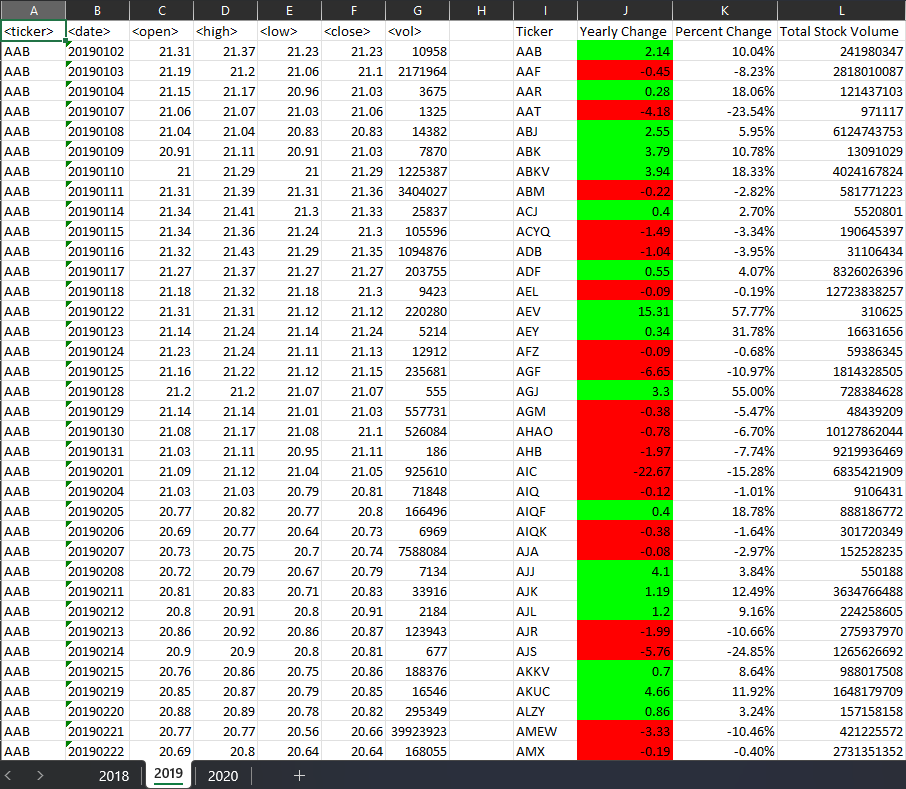 A B C D E F G H I J K L
<ticker> <date> <open> <high> <low> <close> <vol> Ticker Yearly Change Percent Change Total Stock Volume
AAB 20190102 21.31 21.37 21.23 21.23 10958 AAB 2.14 10.04% 241980347
AAB 20190103 21.19 21.2 21.06 21.1 2171964 AAF -0.45 -8.23% 2818010087
AAB 20190104 21.15 21.17 20.96 21.03 3675 AAR 0.28 18.06% 121437103
AAB 20190107 21.06 21.07 21.03 21.06 1325 AAT -4.18 -23.54% 971117
AAB 20190108 21.04 21.04 20.83 20.83 14382 ABJ 2.55 5.95% 6124743753
AAB 20190109 20.91 21.11 20.91 21.03 7870 ABK 3.79 10.78% 13091029
AAB 20190110 21 21.29 21 21.29 1225387 ABKV 3.94 18.33% 4024167824
AAB 20190111 21.31 21.39 21.31 21.36 3404027 ABM -0.22 -2.82% 581771223
AAB 20190114 21.34 21.41 21.3 21.33 25837 ACJ 0.4 2.70% 5520801
AAB 20190115 21.34 21.36 21.24 21.3 105596 ACYQ -1.49 -3.34% 190645397
AAB 20190116 21.32 21.43 21.29 21.35 1094876 ADB -1.04 -3.95% 31106434
AAB 20190117 21.27 21.37 21.27 21.27 203755 ADF 0.55 4.07% 8326026396
AAB 20190118 21.18 21.32 21.18 21.3 9423 AEL -0.09 -0.19% 12723838257
AAB 20190122 21.31 21.31 21.12 21.12 220280 AEV 15.31 57.77% 310625
AAB 20190123 21.14 21.24 21.14 21.24 5214 AEY 0.34 31.78% 16631656
AAB 20190124 21.23 21.24 21.11 21.13 12912 AFZ -0.09 -0.68% 59386345
AAB 20190125 21.16 21.22 21.12 21.15 235681 AGF -6.65 -10.97% 1814328505
AAB 20190128 21.2 21.2 21.07 21.07 555 AGJ 3.3 55.00% 728384628
AAB 20190129 21.14 21.14 21.01 21.03 557731 AGM -0.38 -5.47% 48439209
AAB 20190130 21.08 21.17 21.08 21.1 526084 AHAO -0.78 -6.70% 10127862044
AAB 20190131 21.03 21.11 20.95 21.11 186 AHB -1.97 -7.74% 9219936469
AAB 20190201 21.09 21.12 21.04 21.05 925610 AIC -22.67 -15.28% 6835421909
AAB 20190204 21.03 21.03 20.79 20.81 71848 AIQ -0.12 -1.01% 9106431
AAB 20190205 20.77 20.82 20.77 20.8 166496 AIQF 0.4 18.78% 888186772
AAB 20190206 20.69 20.77 20.64 20.73 6969 AIQK -0.38 -1.64% 301720349
AAB 20190207 20.73 20.75 20.7 20.74 7588084 AJA -0.08 -2.97% 152528235
AAB 20190208 20.72 20.79 20.67 20.79 7134 AJJ 4.1 3.84% 550188
AAB 20190211 20.81 20.83 20.71 20.83 33916 AJK 1.19 12.49% 3634766488
AAB 20190212 20.8 20.91 20.8 20.91 2184 AJL 1.2 9.16% 224258605
AAB 20190213 20.86 20.92 20.86 20.87 123943 AJR -1.99 -10.66% 275937970
AAB 20190214 20.9 20.9 20.8 20.81 677 AJS -5.76 -24.85% 1265626692
AAB 20190215 20.76 20.86 20.75 20.86 188376 AKKV 0.7 8.64% 988017508
AAB 20190219 20.85 20.87 20.79 20.85 16546 AKUC 4.66 11.92% 1648179709
AAB 20190220 20.88 20.89 20.78 20.82 295349 ALZY 0.86 3.24% 157158158
AAB 20190221 20.77 20.77 20.56 20.66 39923923 AMEW -3.33 -10.46% 421225572
AAB 20190222 20.69 20.8 20.64 20.64 168055 AMX -0.19 -0.40% 2731351352
2018 2019 2020